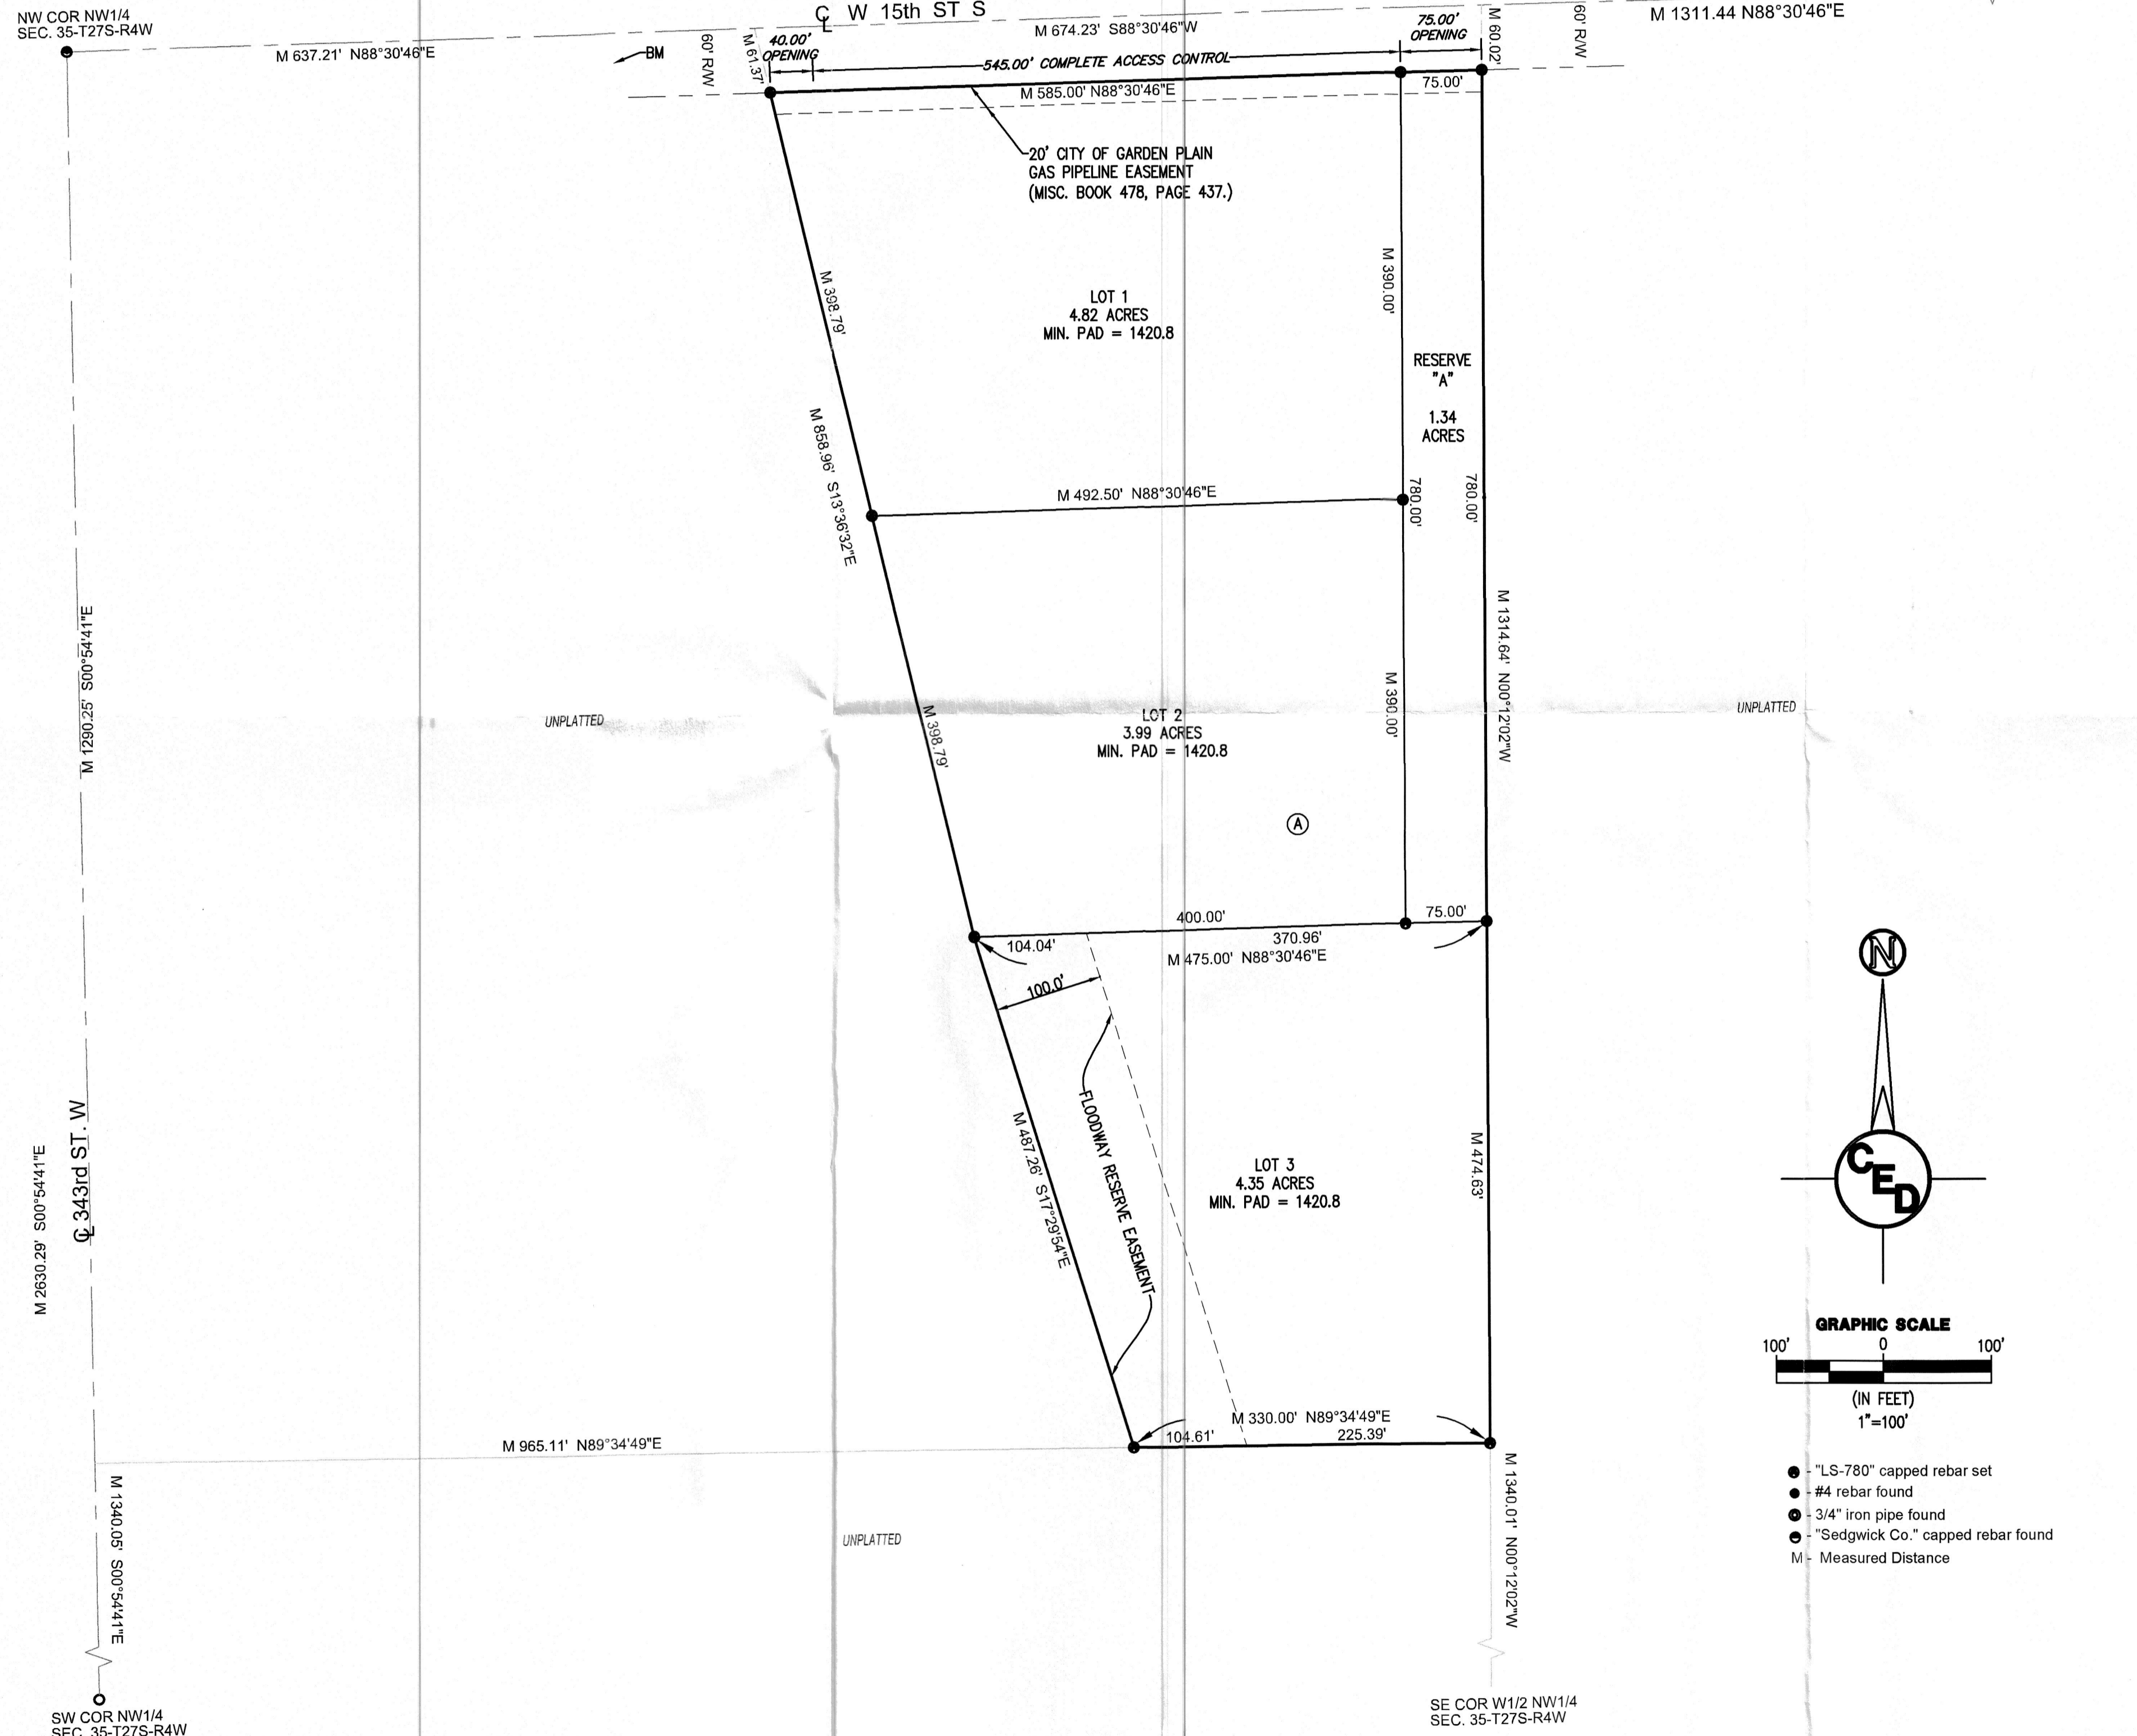 NW COR NW1/4
SEC. 35-T27S-R4W
M 637.21' N88°30'46"E
BM
60' R/W
M 61.37'
℄ W 15th ST S
40.00'
OPENING
M 674.23' S88°30'46"W
545.00' COMPLETE ACCESS CONTROL
75.00'
OPENING
M 60.02'
60' R/W
M 1311.44 N88°30'46"E
M 585.00' N88°30'46"E
75.00'
20' CITY OF GARDEN PLAIN
GAS PIPELINE EASEMENT
(MISC. BOOK 478, PAGE 437.)
M 398.79'
LOT 1
4.82 ACRES
MIN. PAD = 1420.8
M 390.00'
RESERVE
"A"
1.34
ACRES
M 858.96' S13°36'32"E
M 492.50' N88°30'46"E
780.00'
780.00'
M 1290.25' S00°54'41"E
M 1314.64' N00°12'02"W
UNPLATTED
M 398.79'
LOT 2
3.99 ACRES
MIN. PAD = 1420.8
M 390.00'
UNPLATTED
A
400.00'
75.00'
104.04'
370.96'
M 475.00' N88°30'46"E
100.0'
N
℄ 343rd ST. W
M 2630.29' S00°54'41"E
M 487.26' S17°29'54"E
FLOODWAY RESERVE EASEMENT
LOT 3
4.35 ACRES
MIN. PAD = 1420.8
M 474.63'
CED
GRAPHIC SCALE
100' 0 100'
(IN FEET)
1"=100'
M 965.11' N89°34'49"E
M 330.00' N89°34'49"E
104.61'
225.39'
M 1340.05' S00°54'41"E
M 1340.01' N00°12'02"W
UNPLATTED
- "LS-780" capped rebar set
- #4 rebar found
- 3/4" iron pipe found
- "Sedgwick Co." capped rebar found
M - Measured Distance
SW COR NW1/4
SEC. 35-T27S-R4W
SE COR W1/2 NW1/4
SEC. 35-T27S-R4W